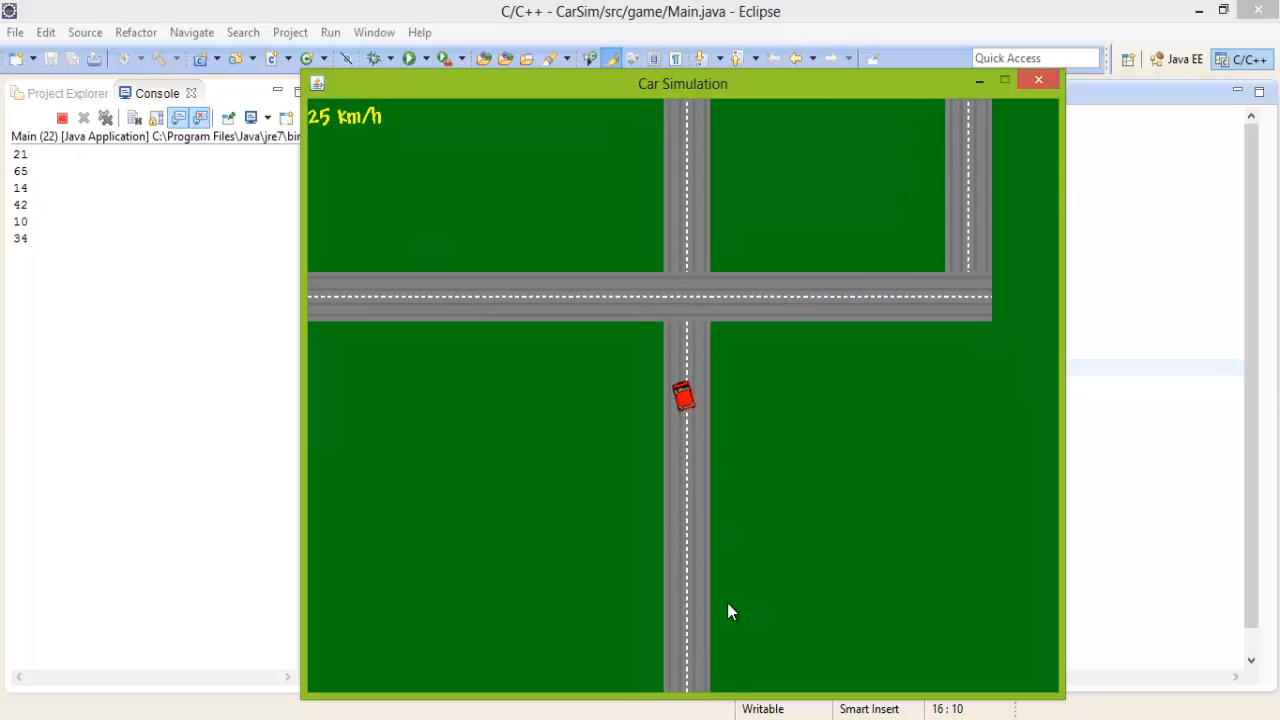 C/C++ - CarSim/src/game/Main.java - Eclipse
File Edit Source Refactor Navigate Search Project Run Window Help
Quick Access
Java EE
C/C++
Project Explorer
Console
Car Simulation
Main (22) [Java Application] C:\Program Files\Java\jre7\bin
25 km/h
21
65
14
42
10
34
Writable
Smart Insert
16 : 10